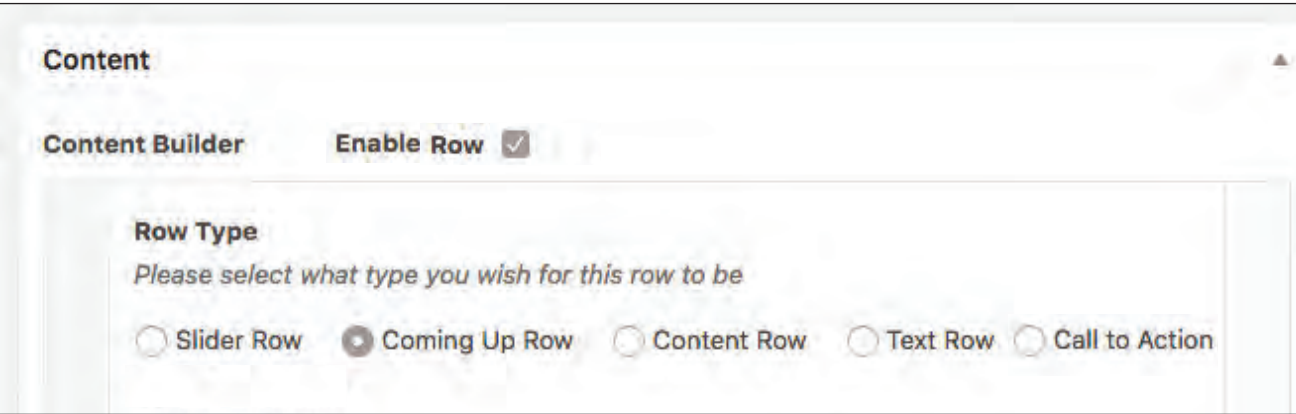 Content
Content Builder Enable Row
Row Type
Please select what type you wish for this row to be
Slider Row Coming Up Row Content Row Text Row Call to Action